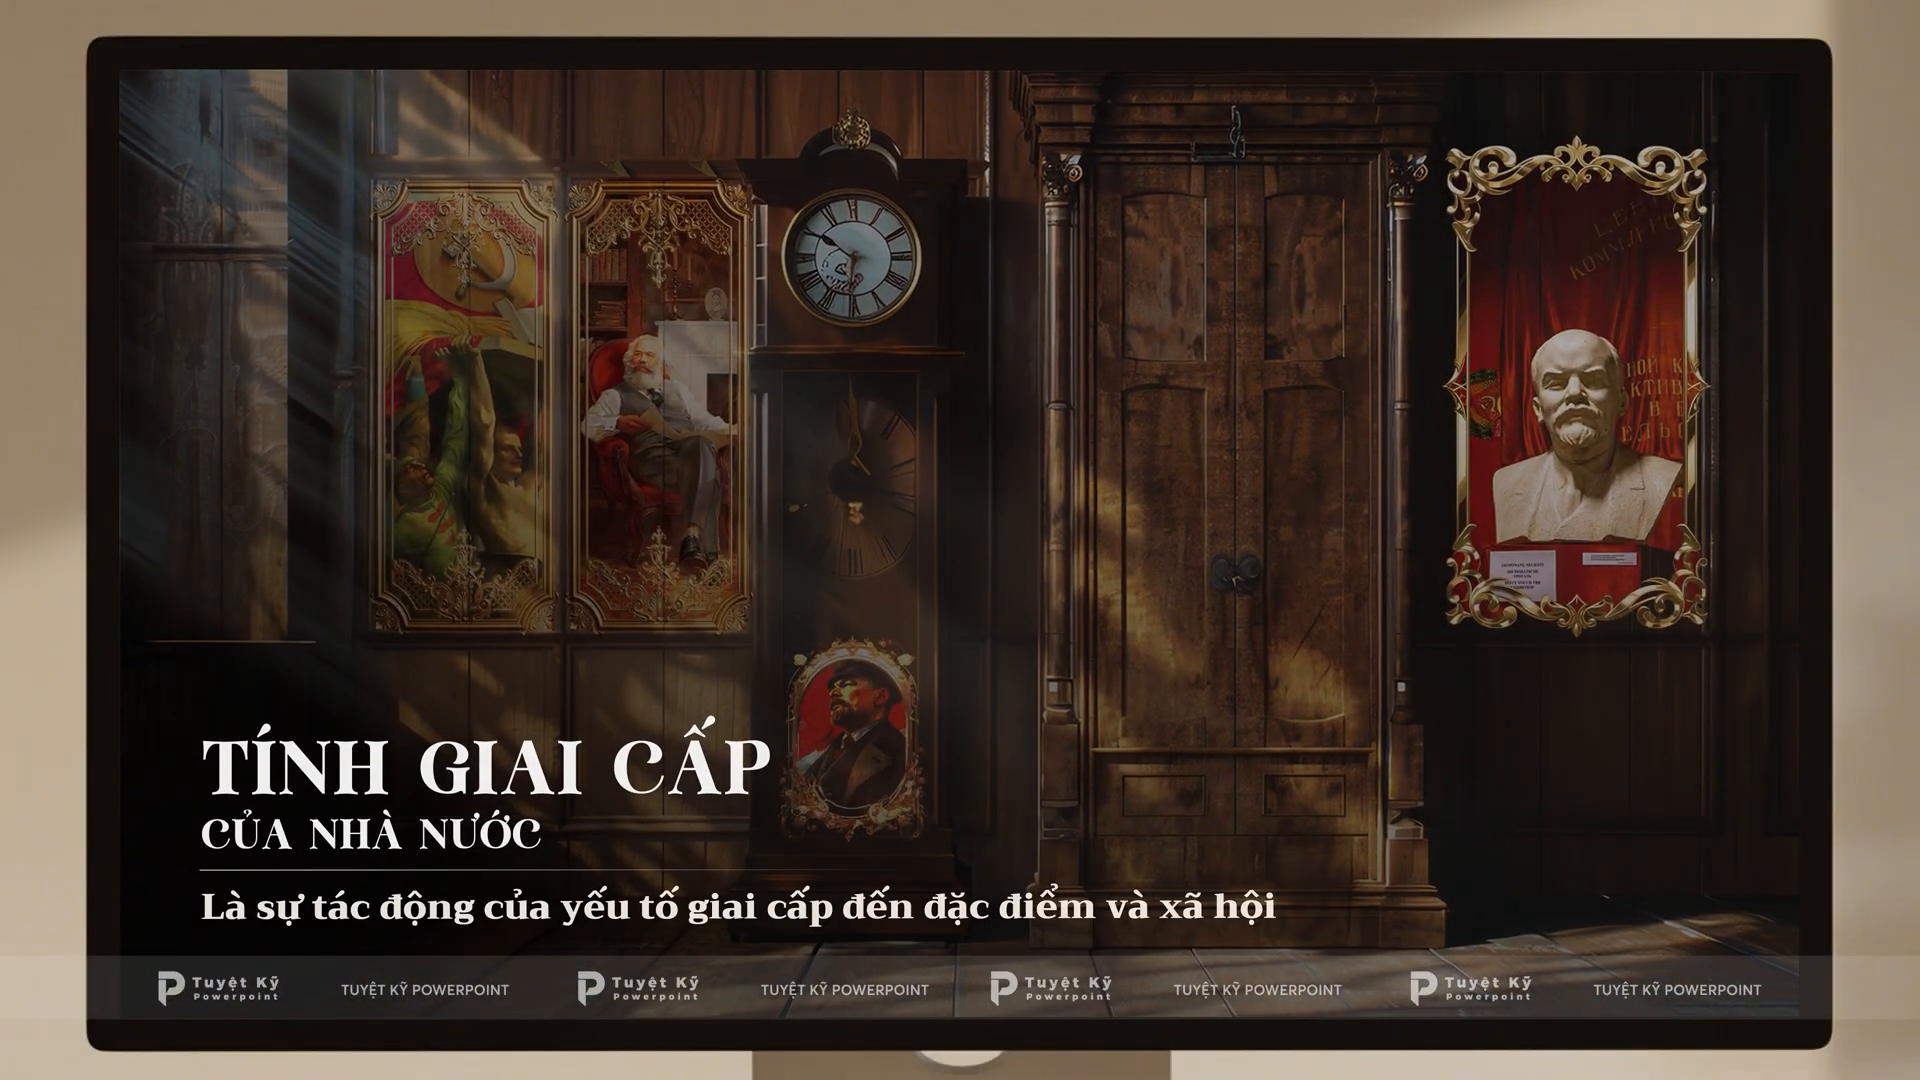 TÍNH GIAI CẤP
CỦA NHÀ NƯỚC
Là sự tác động của yếu tố giai cấp đến đặc điểm và xã hội
Tuyệt Kỹ
Powerpoint
TUYỆT KỸ POWERPOINT
Tuyệt Kỹ
Powerpoint
TUYỆT KỸ POWERPOINT
Tuyệt Kỹ
Powerpoint
TUYỆT KỸ POWERPOINT
Tuyệt Kỹ
Powerpoint
TUYỆT KỸ POWERPOINT